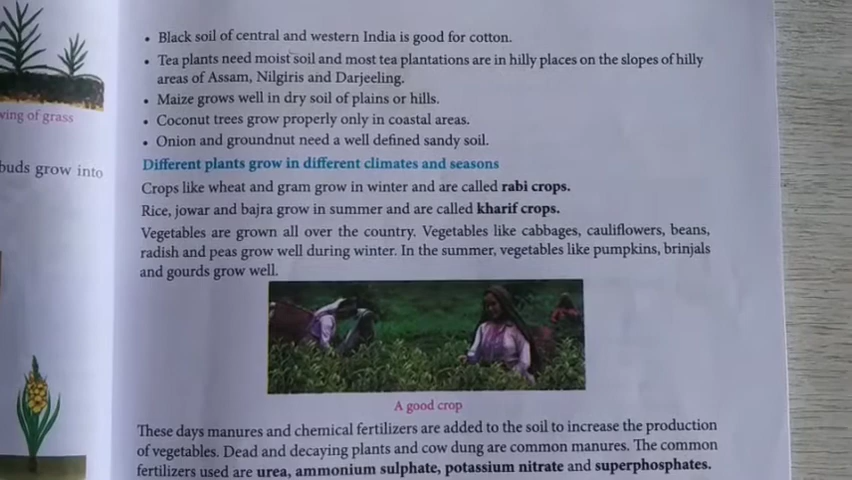 • Black soil of central and western India is good for cotton.
• Tea plants need moist soil and most tea plantations are in hilly places on the slopes of hilly
areas of Assam, Nilgiris and Darjeeling.
• Maize grows well in dry soil of plains or hills.
• Coconut trees grow properly only in coastal areas.
• Onion and groundnut need a well defined sandy soil.
Different plants grow in different climates and seasons
Crops like wheat and gram grow in winter and are called rabi crops.
Rice, jowar and bajra grow in summer and are called kharif crops.
Vegetables are grown all over the country. Vegetables like cabbages, cauliflowers, beans,
radish and peas grow well during winter. In the summer, vegetables like pumpkins, brinjals
and gourds grow well.
A good crop
These days manures and chemical fertilizers are added to the soil to increase the production
of vegetables. Dead and decaying plants and cow dung are common manures. The common
fertilizers used are urea, ammonium sulphate, potassium nitrate and superphosphates.
of grass
buds grow into